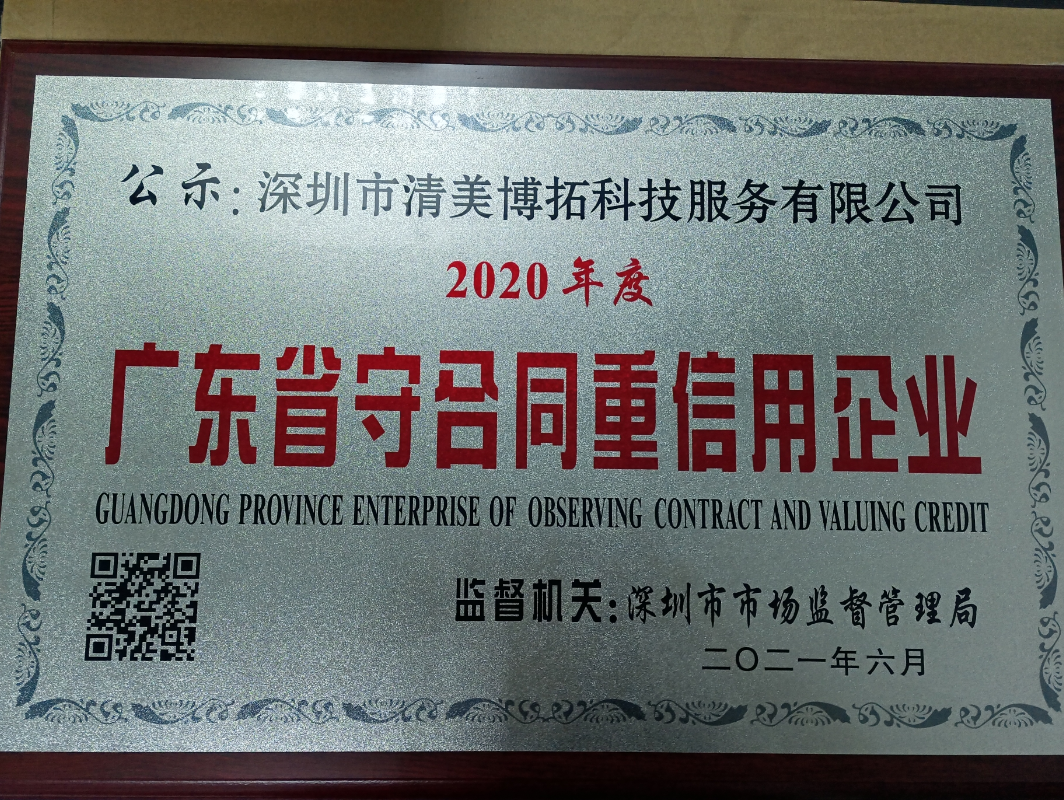 公示:深圳市清美博拓科技服务有限公司
2020年度
广东省守合同重信用企业
GUANGDONG PROVINCE ENTERPRISE OF OBSERVING CONTRACT AND VALUING CREDIT
监督机关:深圳市市场监督管理局
二〇二一年六月